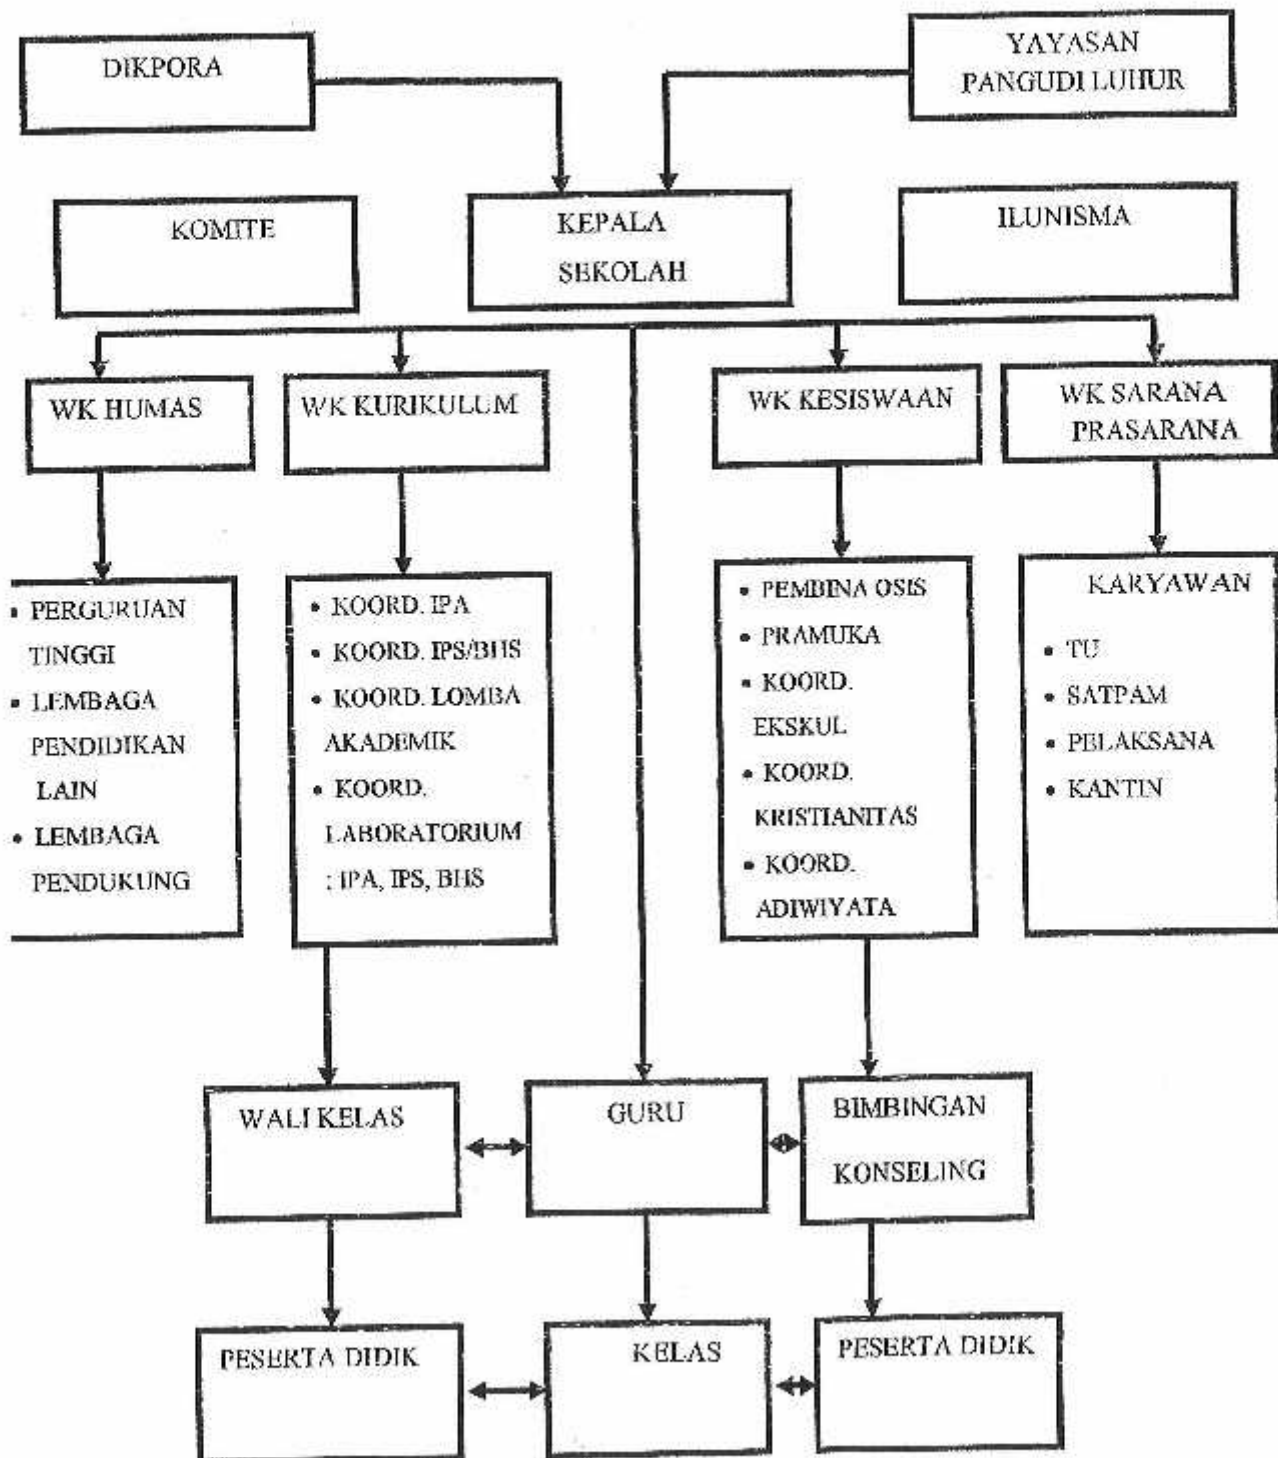 DIKPORA
YAYASAN
PANGUDI LUHUR
KOMITE
KEPALA
SEKOLAH
ILUNISMA
WK HUMAS
WK KURIKULUM
WK KESISWAAN
WK SARANA
PRASARANA
• PERGURUAN
TINGGI
• LEMBAGA
PENDIDIKAN
LAIN
• LEMBAGA
PENDUKUNG
• KOORD. IPA
• KOORD. IPS/BHS
• KOORD. LOMBA
AKADEMIK
• KOORD.
LABORATORIUM
: IPA, IPS, BHS
• PEMBINA OSIS
• PRAMUKA
• KOORD.
EKSKUL
• KOORD.
KRISTIANITAS
• KOORD.
ADIWIYATA
KARYAWAN
• TU
• SATPAM
• PELAKSANA
• KANTIN
WALI KELAS
GURU
BIMBINGAN
KONSELING
PESERTA DIDIK
KELAS
PESERTA DIDIK